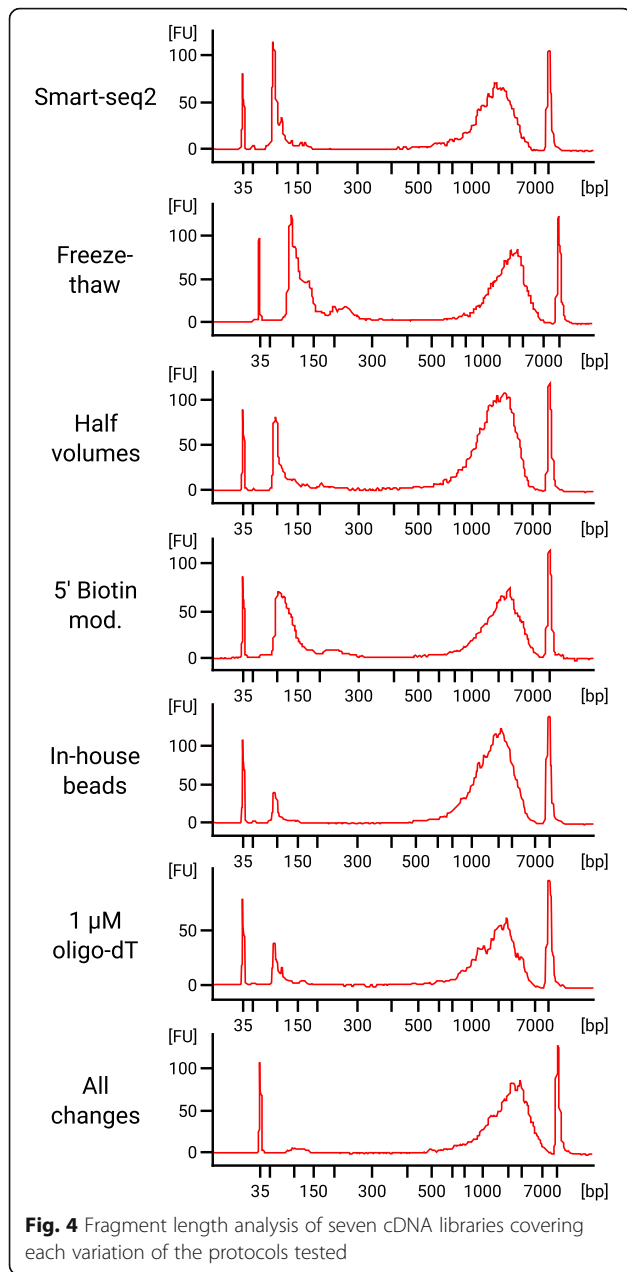 [FU]
100
Smart-seq2
50
0
35 150 300 500 1000 7000 [bp]
[FU]
100
Freeze-
thaw
50
0
35 150 300 500 1000 7000 [bp]
[FU]
100
Half
volumes
50
0
35 150 300 500 1000 7000 [bp]
[FU]
100
5' Biotin
mod.
50
0
35 150 300 500 1000 7000 [bp]
[FU]
100
In-house
beads
50
0
35 150 300 500 1000 7000 [bp]
[FU]
1 µM
oligo-dT
50
0
35 150 300 500 1000 7000 [bp]
[FU]
100
All
changes
50
0
35 150 300 500 1000 7000 [bp]
Fig. 4 Fragment length analysis of seven cDNA libraries covering
each variation of the protocols tested